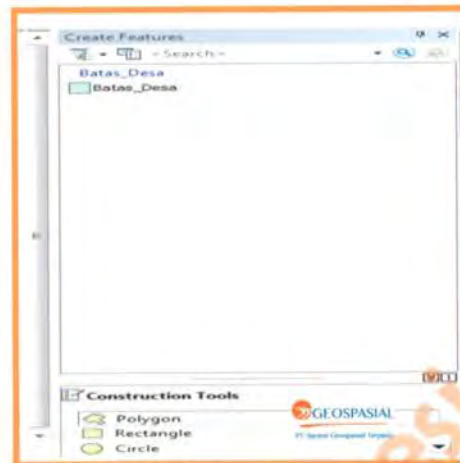 Create Features
-Search-
Batas_Desa
Batas_Desa
Construction Tools
Polygon
Rectangle
Circle
GEOSPASIAL